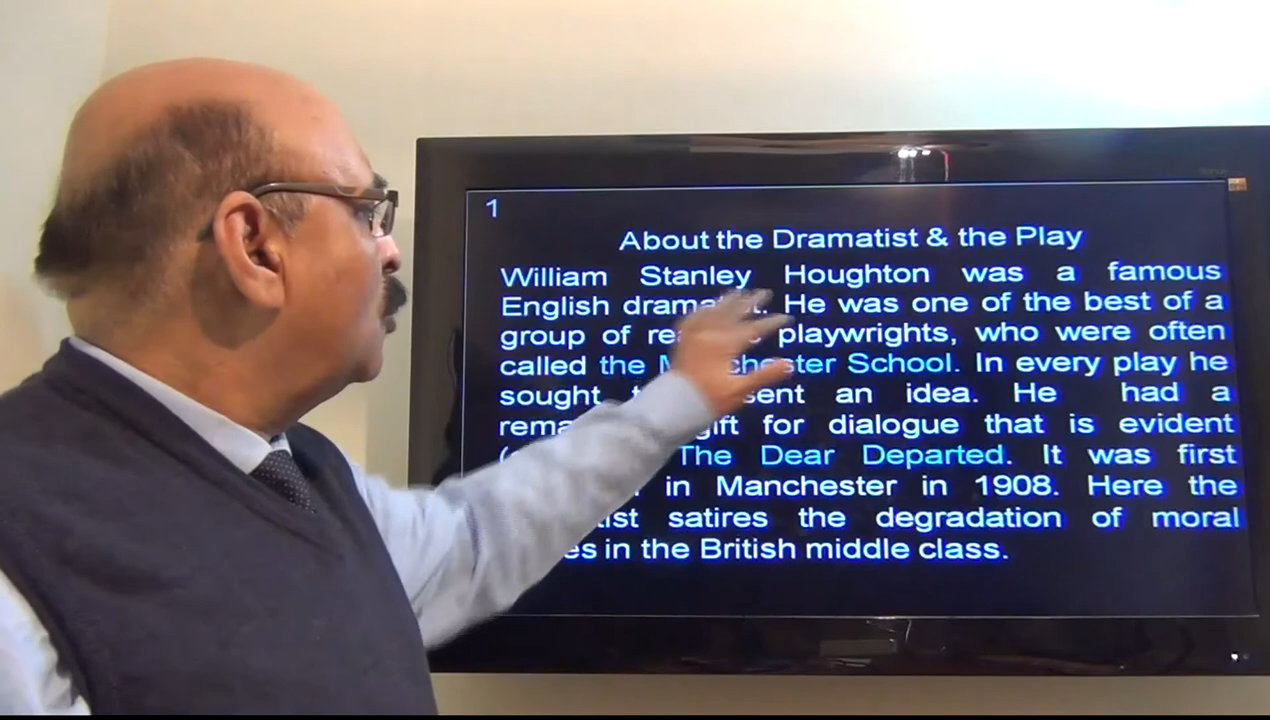 1
About the Dramatist & the Play
William Stanley Houghton was a famous
English . He was one of the best of a
group of playwrights, who were often
called the School. In every play he
sought an idea. He had a
gift for dialogue that is evident
The Dear Departed. It was first
in Manchester in 1908. Here the
satires the degradation of moral
in the British middle class.